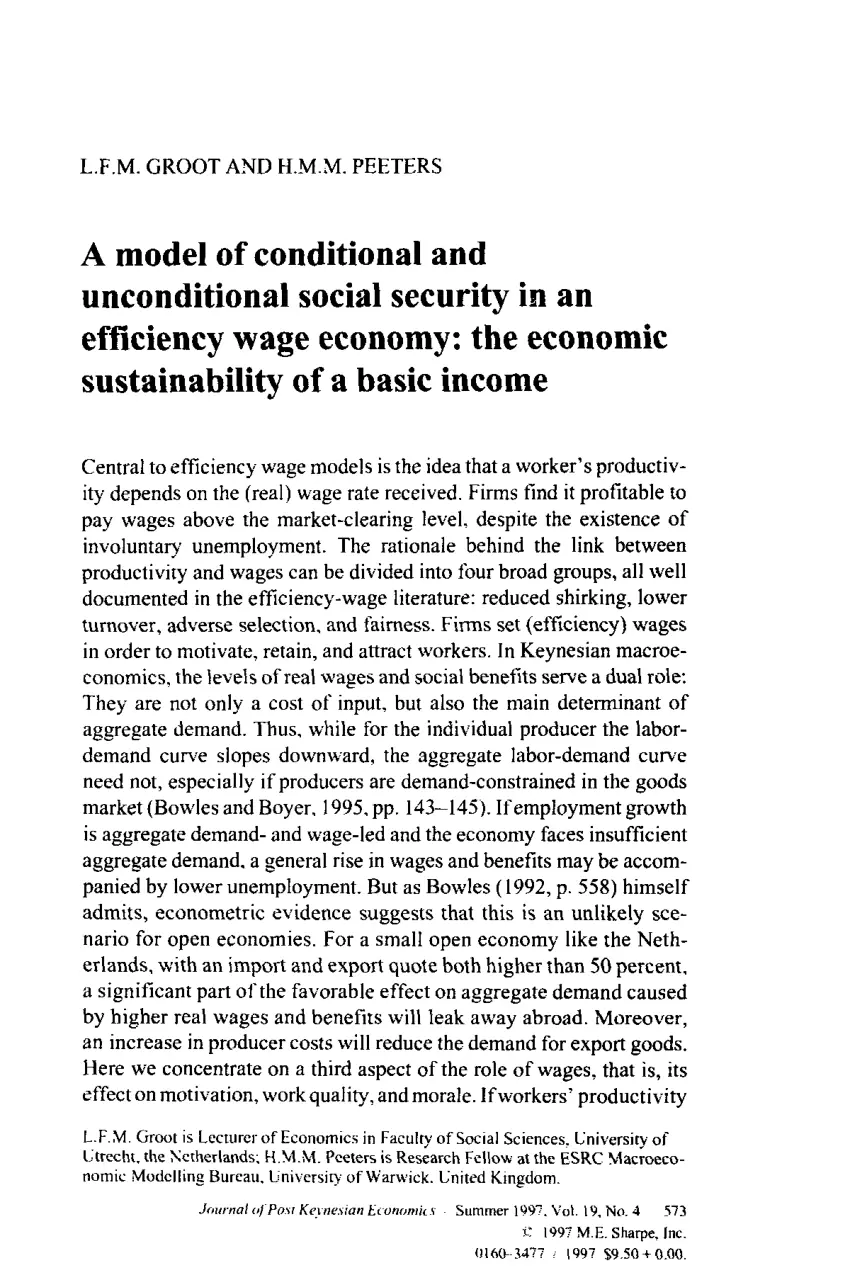 L.F.M. GROOT AND H.M.M. PEETERS
A model of conditional and
unconditional social security in an
efficiency wage economy: the economic
sustainability of a basic income
Central to efficiency wage models is the idea that a worker's productiv-
ity depends on the (real) wage rate received. Firms find it profitable to
pay wages above the market-clearing level, despite the existence of
involuntary unemployment. The rationale behind the link between
productivity and wages can be divided into four broad groups, all well
documented in the efficiency-wage literature: reduced shirking, lower
turnover, adverse selection, and fairness. Firms set (efficiency) wages
in order to motivate, retain, and attract workers. In Keynesian macroe-
conomics, the levels of real wages and social benefits serve a dual role:
They are not only a cost of input, but also the main determinant of
aggregate demand. Thus, while for the individual producer the labor-
demand curve slopes downward, the aggregate labor-demand curve
need not, especially if producers are demand-constrained in the goods
market (Bowles and Boyer, 1995, pp. 143–145). If employment growth
is aggregate demand- and wage-led and the economy faces insufficient
aggregate demand, a general rise in wages and benefits may be accom-
panied by lower unemployment. But as Bowles (1992, p. 558) himself
admits, econometric evidence suggests that this is an unlikely sce-
nario for open economies. For a small open economy like the Neth-
erlands, with an import and export quote both higher than 50 percent,
a significant part of the favorable effect on aggregate demand caused
by higher real wages and benefits will leak away abroad. Moreover,
an increase in producer costs will reduce the demand for export goods.
Here we concentrate on a third aspect of the role of wages, that is, its
effect on motivation, work quality, and morale. If workers' productivity
L.F.M. Groot is Lecturer of Economics in Faculty of Social Sciences, University of
Utrecht, the Netherlands; H.M.M. Peeters is Research Fellow at the ESRC Macroeco-
nomic Modelling Bureau, University of Warwick, United Kingdom.
Journal of Post Keynesian Economics / Summer 1997, Vol. 19, No. 4 573
© 1997 M.E. Sharpe, Inc.
0160–3477 / 1997 $9.50 + 0.00.